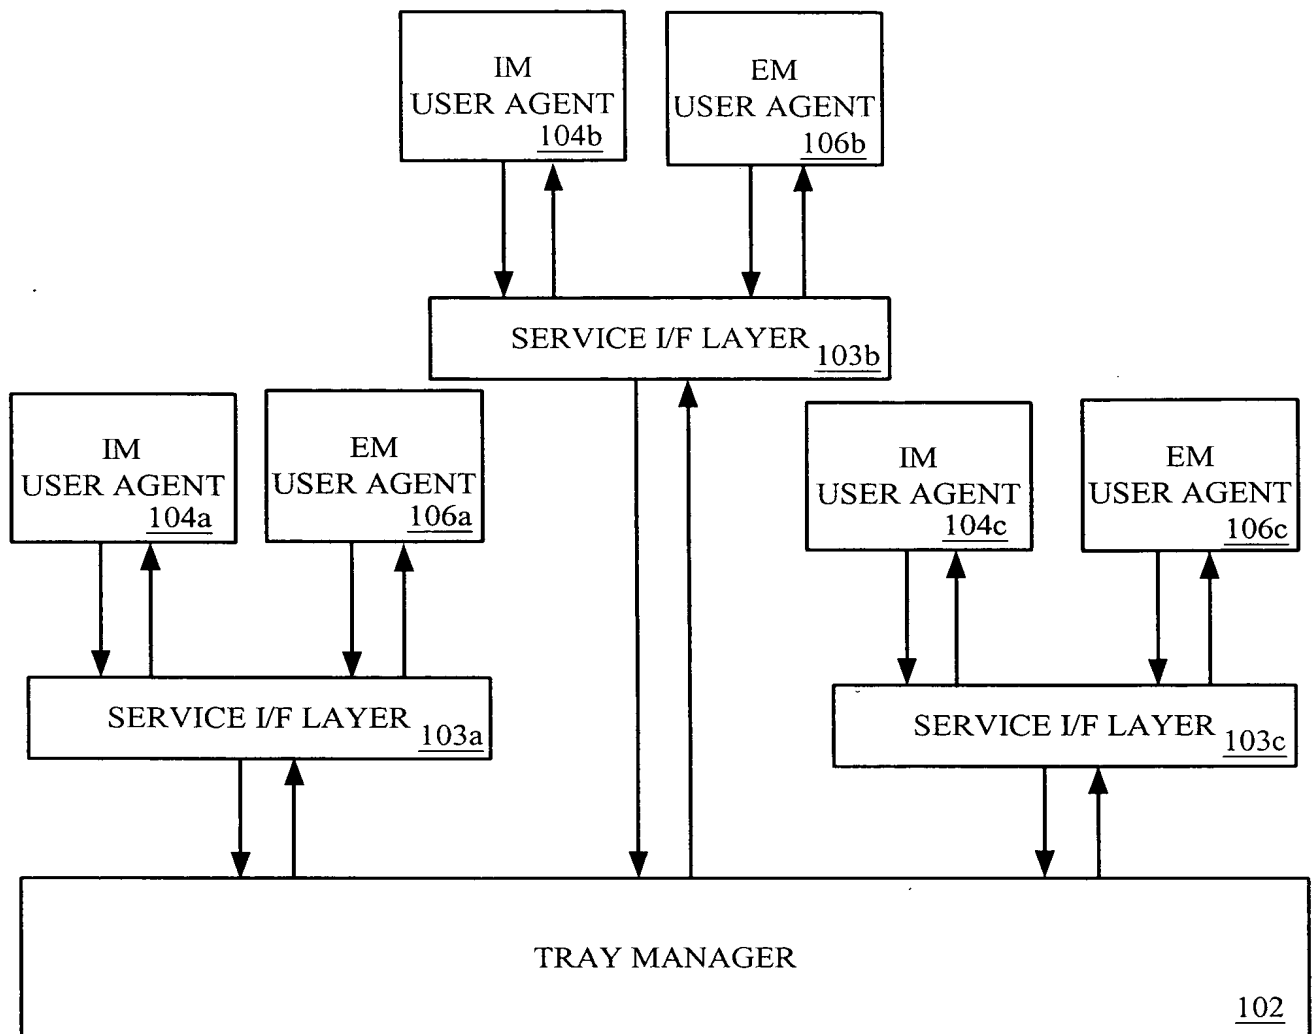 IM
USER AGENT
104b
EM
USER AGENT
106b
SERVICE I/F LAYER
103b
IM
USER AGENT
104a
EM
USER AGENT
106a
IM
USER AGENT
104c
EM
USER AGENT
106c
SERVICE I/F LAYER
103a
SERVICE I/F LAYER
103c
TRAY MANAGER
102